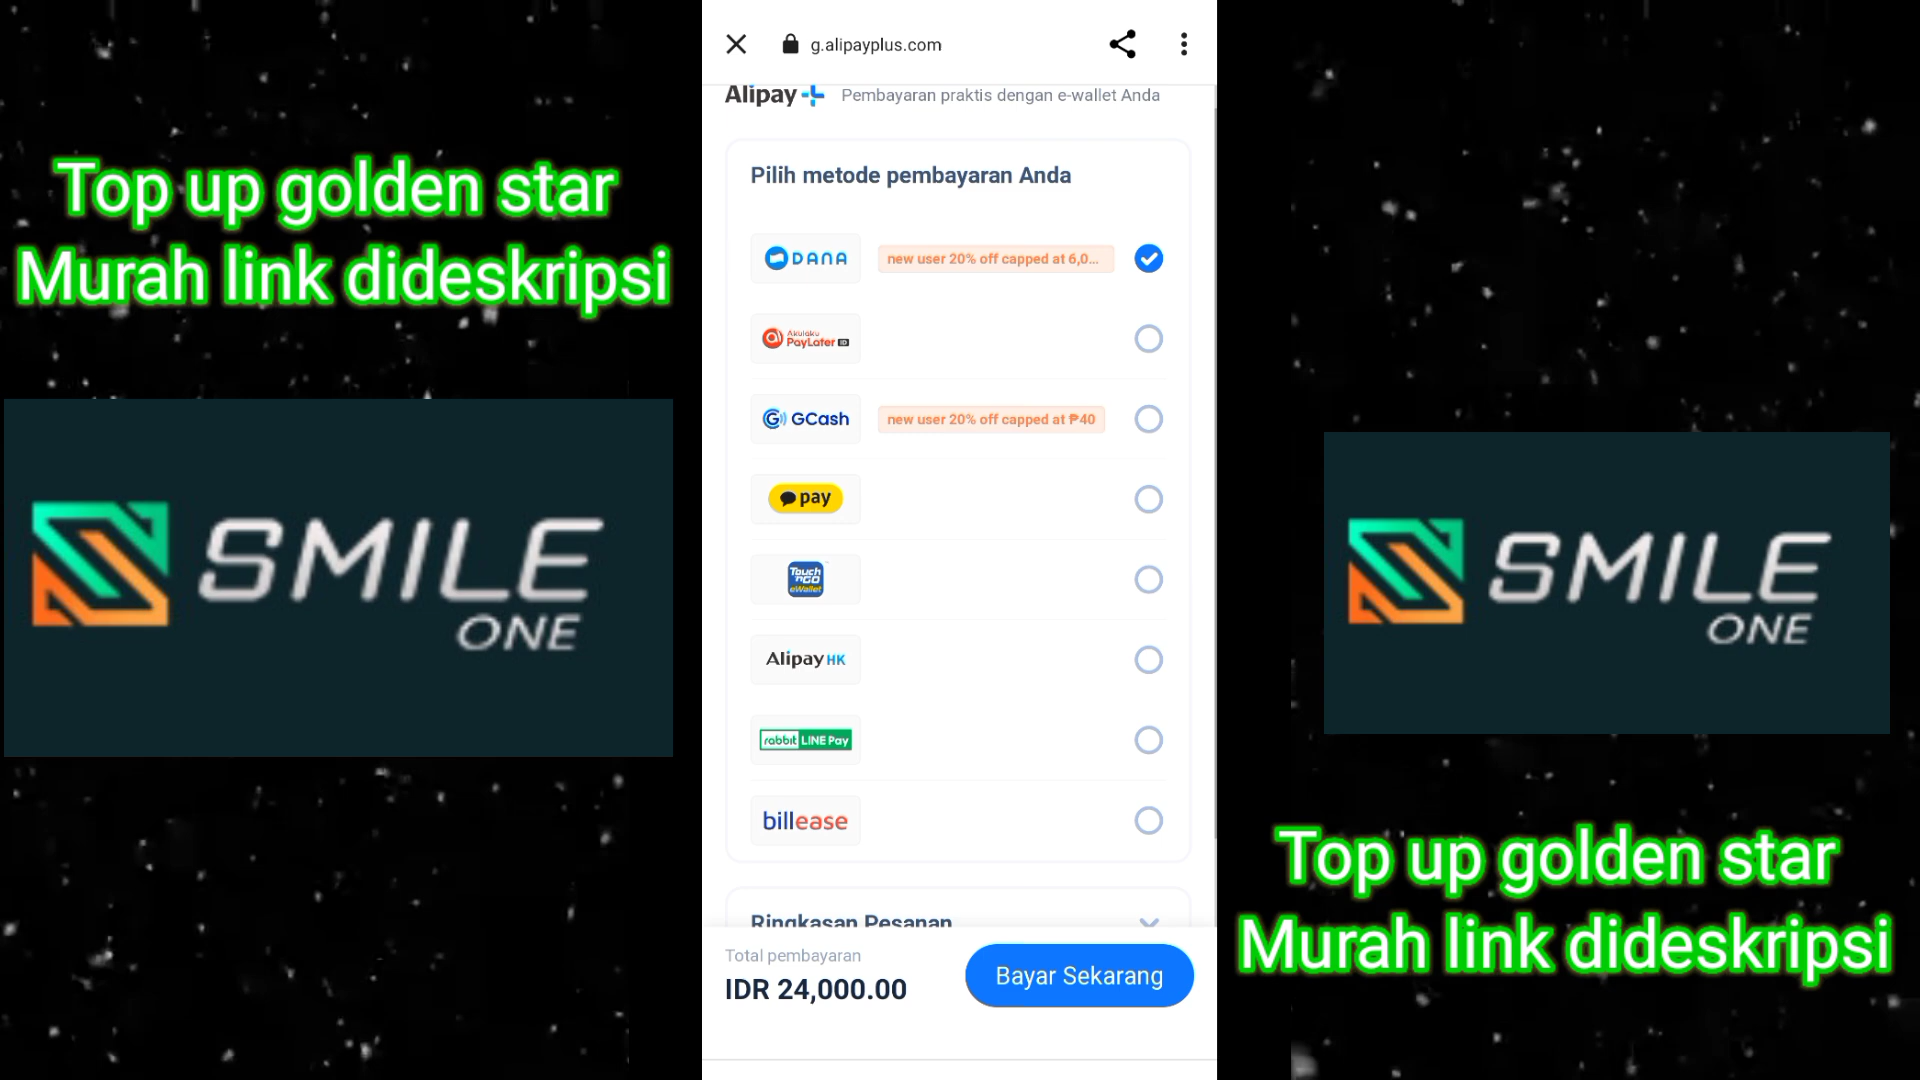 Top up golden star
Murah link dideskripsi
SMILE
ONE
g.alipayplus.com
Alipay+ Pembayaran praktis dengan e-wallet Anda
Pilih metode pembayaran Anda
DANA new user 20% off capped at 6,0...
Akulaku
PayLater ID
GCash new user 20% off capped at ₱40
pay
Touch
'nGO
eWallet
Alipay HK
rabbit LINE Pay
billease
Ringkasan Pesanan
Total pembayaran
IDR 24,000.00
Bayar Sekarang
SMILE
ONE
Top up golden star
Murah link dideskripsi